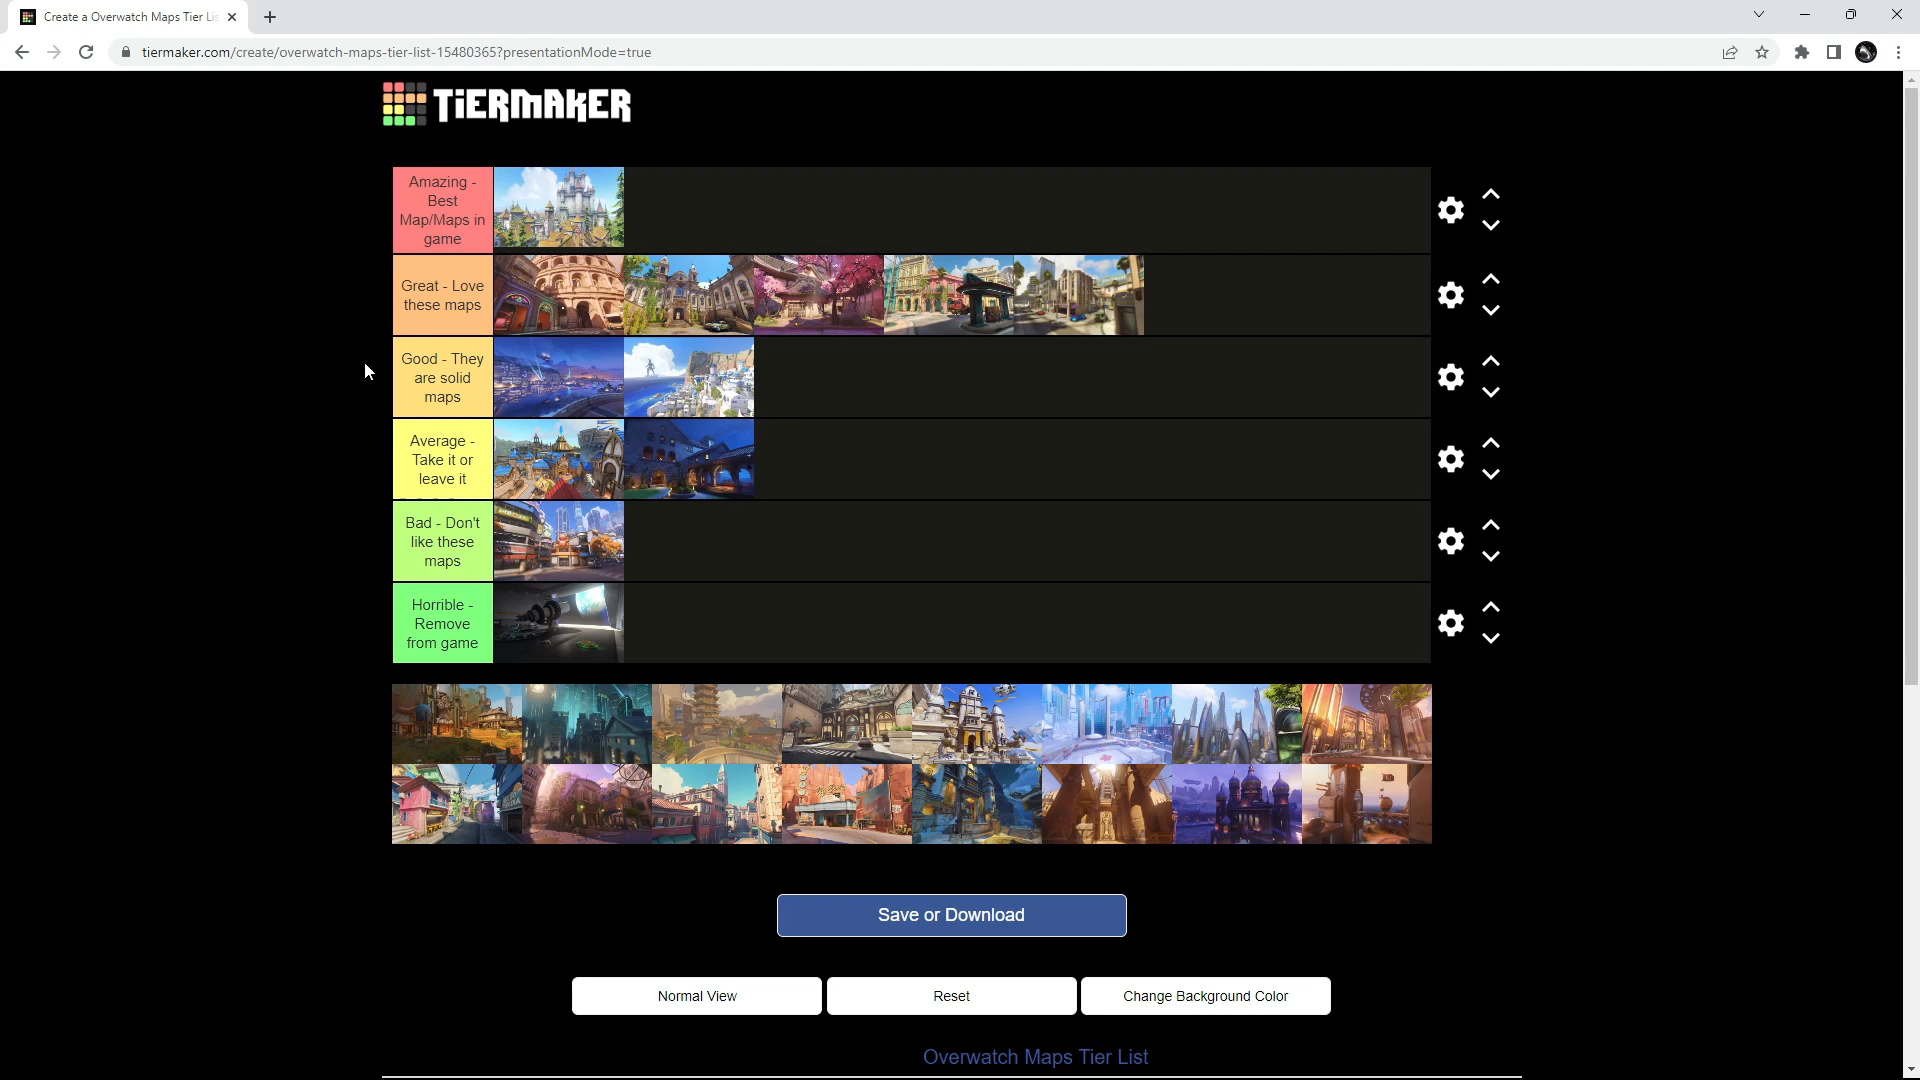 Create a Overwatch Maps Tier Lis
tiermaker.com/create/overwatch-maps-tier-list-15480365?presentationMode=true
TiERMAKER
Amazing -
Best
Map/Maps in
game
Great - Love
these maps
Good - They
are solid
maps
Average -
Take it or
leave it
Bad - Don't
like these
maps
Horrible -
Remove
from game
Save or Download
Normal View
Reset
Change Background Color
Overwatch Maps Tier List